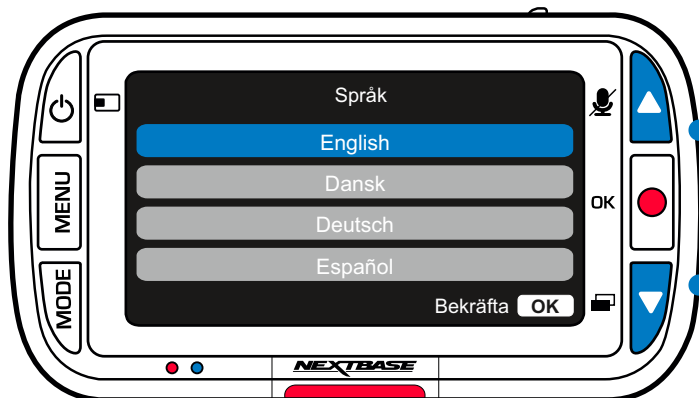 Språk
English
Dansk
Deutsch
Español
Bekräfta OK
MENU
MODE
OK
NEXTBASE